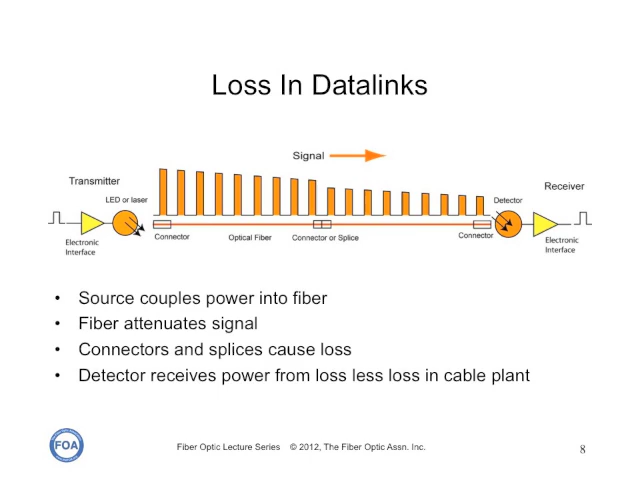 Loss In Datalinks
Signal
Transmitter
Receiver
LED or laser
Detector
Connector
Optical Fiber
Connector or Splice
Connector
Electronic
Interface
Electronic
Interface
• Source couples power into fiber
• Fiber attenuates signal
• Connectors and splices cause loss
• Detector receives power from loss less loss in cable plant
FOA
Fiber Optic Lecture Series © 2012, The Fiber Optic Assn. Inc.
8